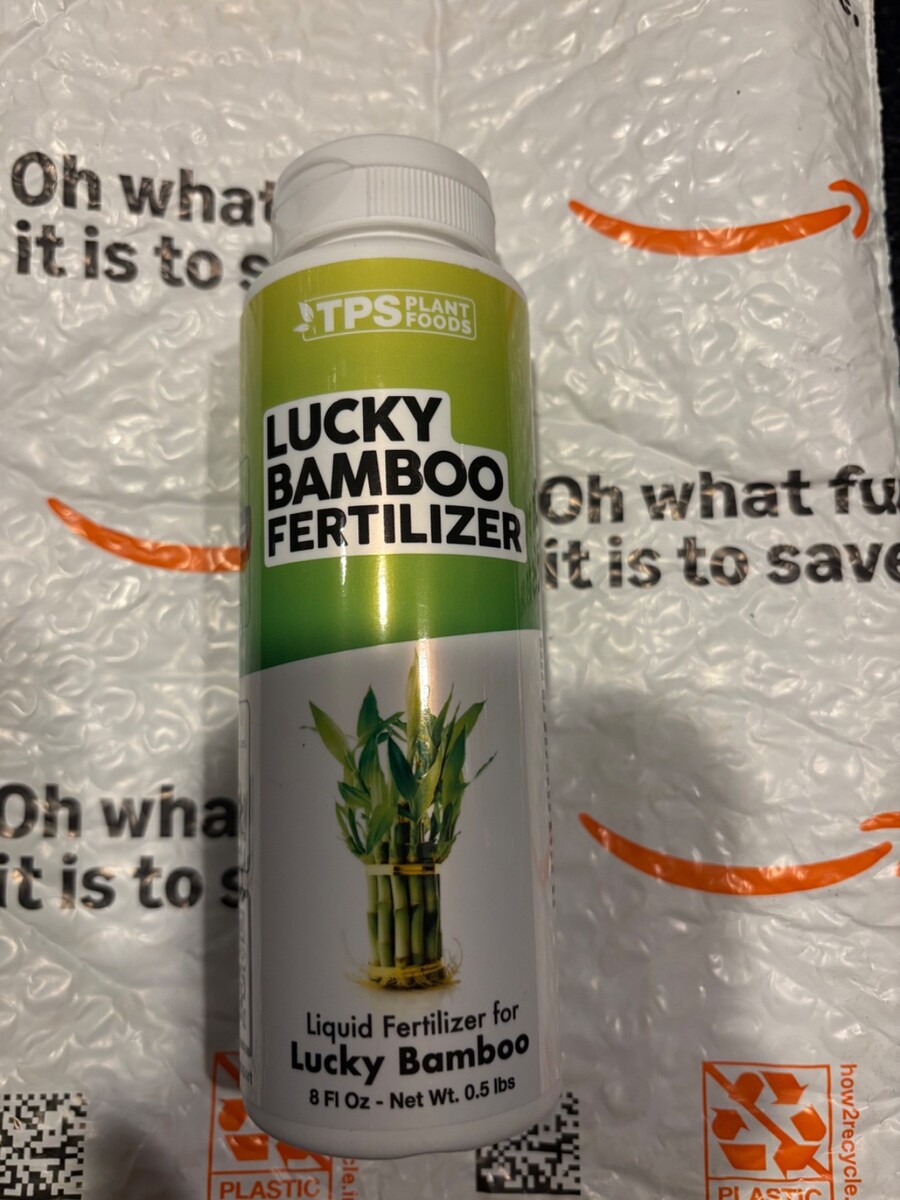 Oh what
it is to s
TPS PLANT
FOODS
LUCKY
BAMBOO
FERTILIZER
Oh what fu
it is to save
Oh wha
it is to s
Liquid Fertilizer for
Lucky Bamboo
8 Fl Oz - Net Wt. 0.5 lbs
PLASTIC
PLASTIC
how2recycle
cle.i